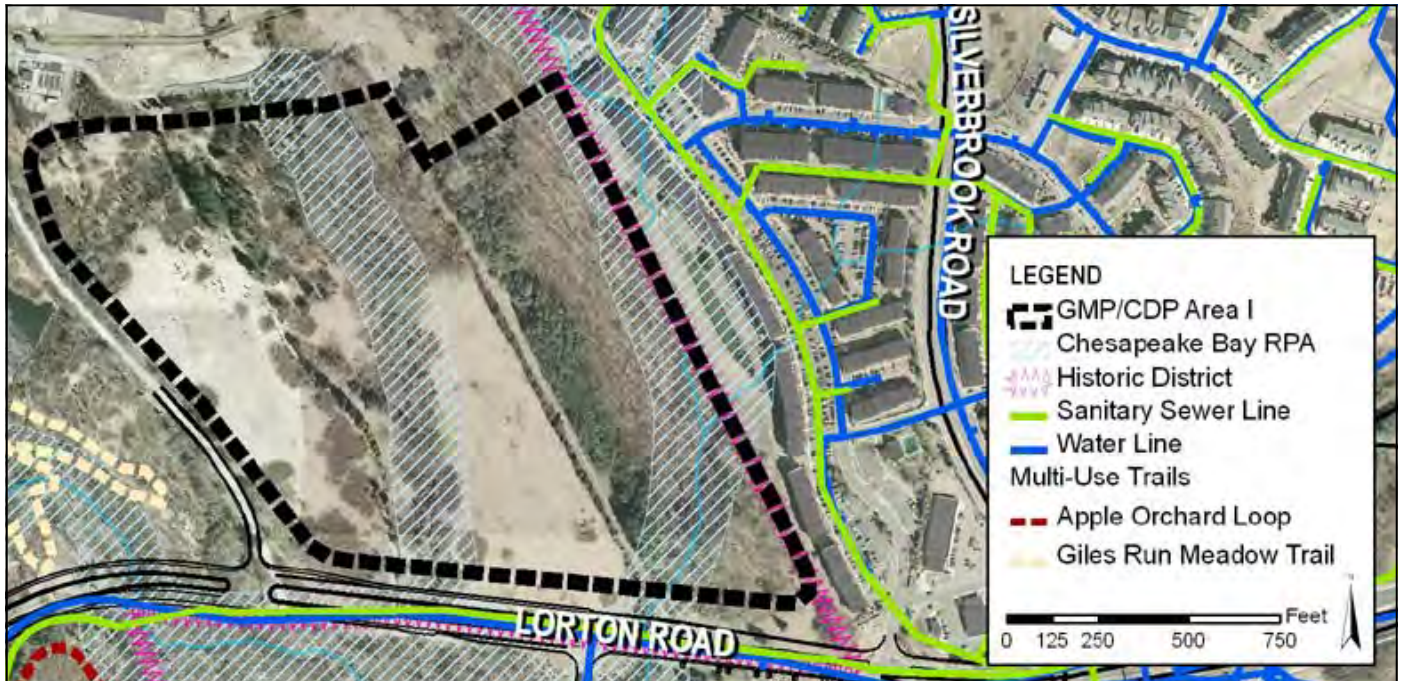 SILVERBROOK ROAD
LORTON ROAD
LEGEND
GMP/CDP Area I
Chesapeake Bay RPA
Historic District
Sanitary Sewer Line
Water Line
Multi-Use Trails
Apple Orchard Loop
Giles Run Meadow Trail
Feet
0 125 250 500 750